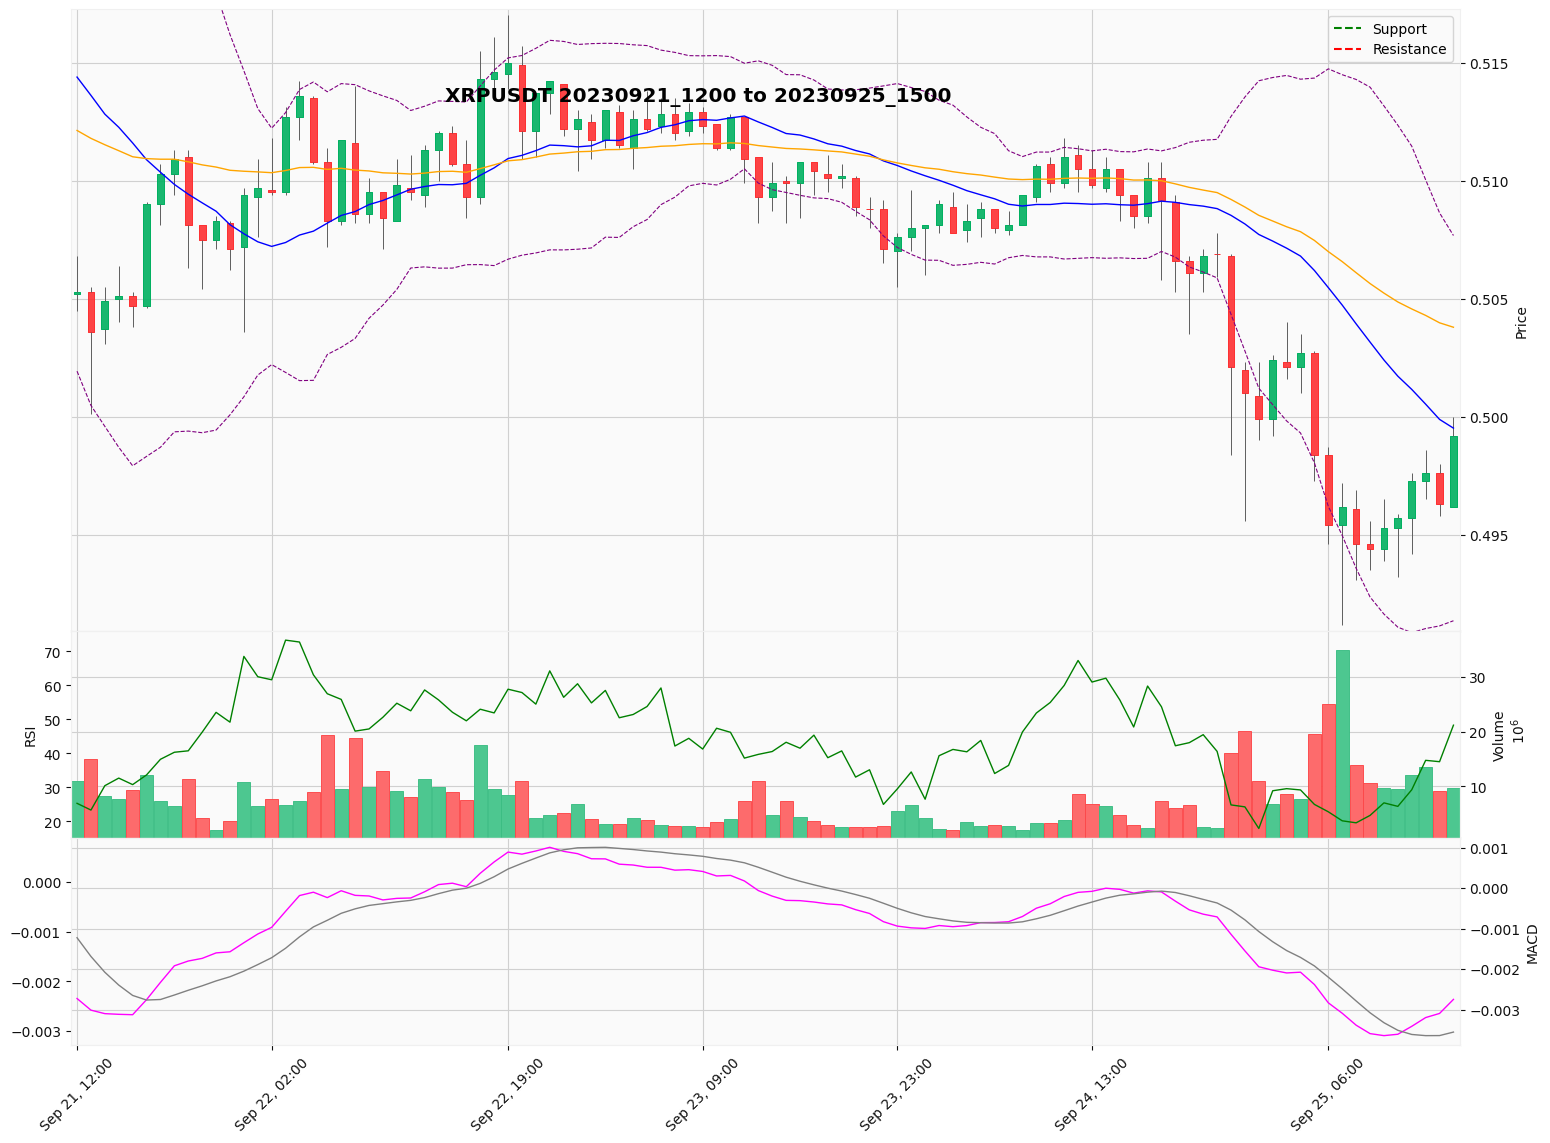 XRPUSDT 20230921_1200 to 20230925_1500
Support
Resistance
0.515
0.510
0.505
0.500
0.495
Price
70
60
50
40
30
20
RSI
30
20
10
Volume
10^6
0.000
−0.001
−0.002
−0.003
0.001
0.000
−0.001
−0.002
−0.003
MACD
Sep 21, 12:00
Sep 22, 02:00
Sep 22, 19:00
Sep 23, 09:00
Sep 23, 23:00
Sep 24, 13:00
Sep 25, 06:00